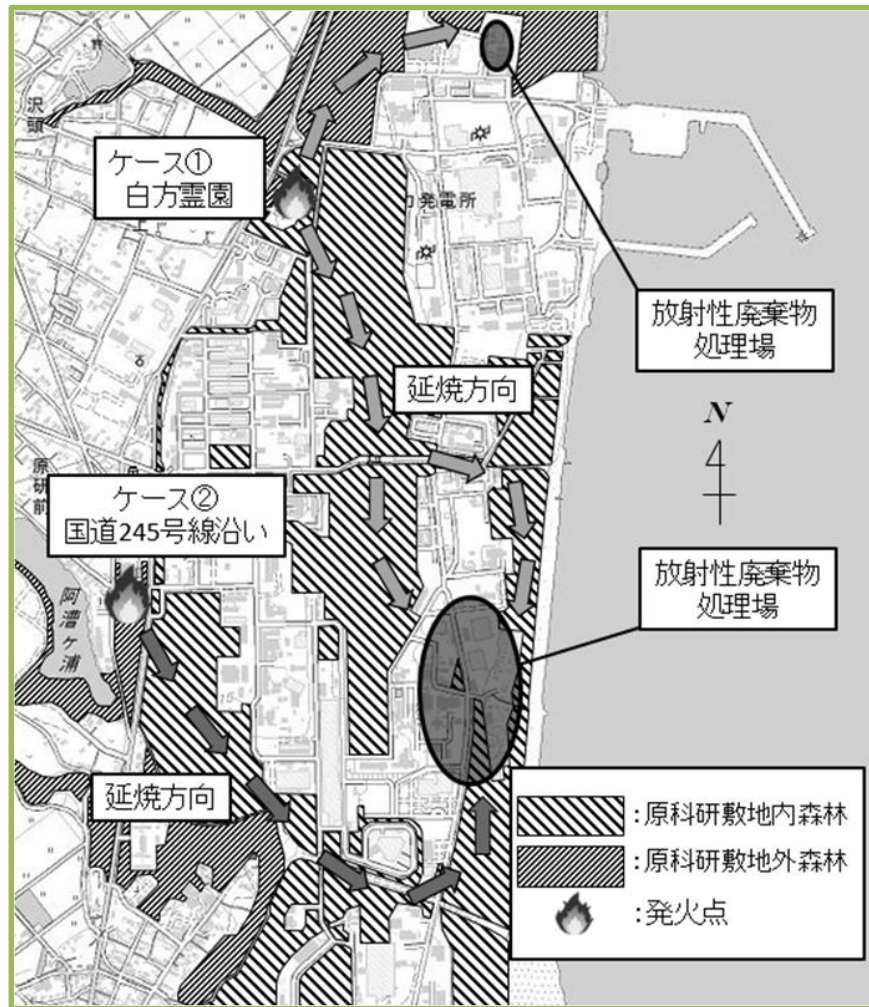 沢頭
ケース①
白方霊園
力発電所
放射性廃棄物
処理場
延焼方向
N
原研前
ケース②
国道245号線沿い
放射性廃棄物
処理場
阿漕ヶ浦
15
延焼方向
:原科研敷地内森林
:原科研敷地外森林
:発火点